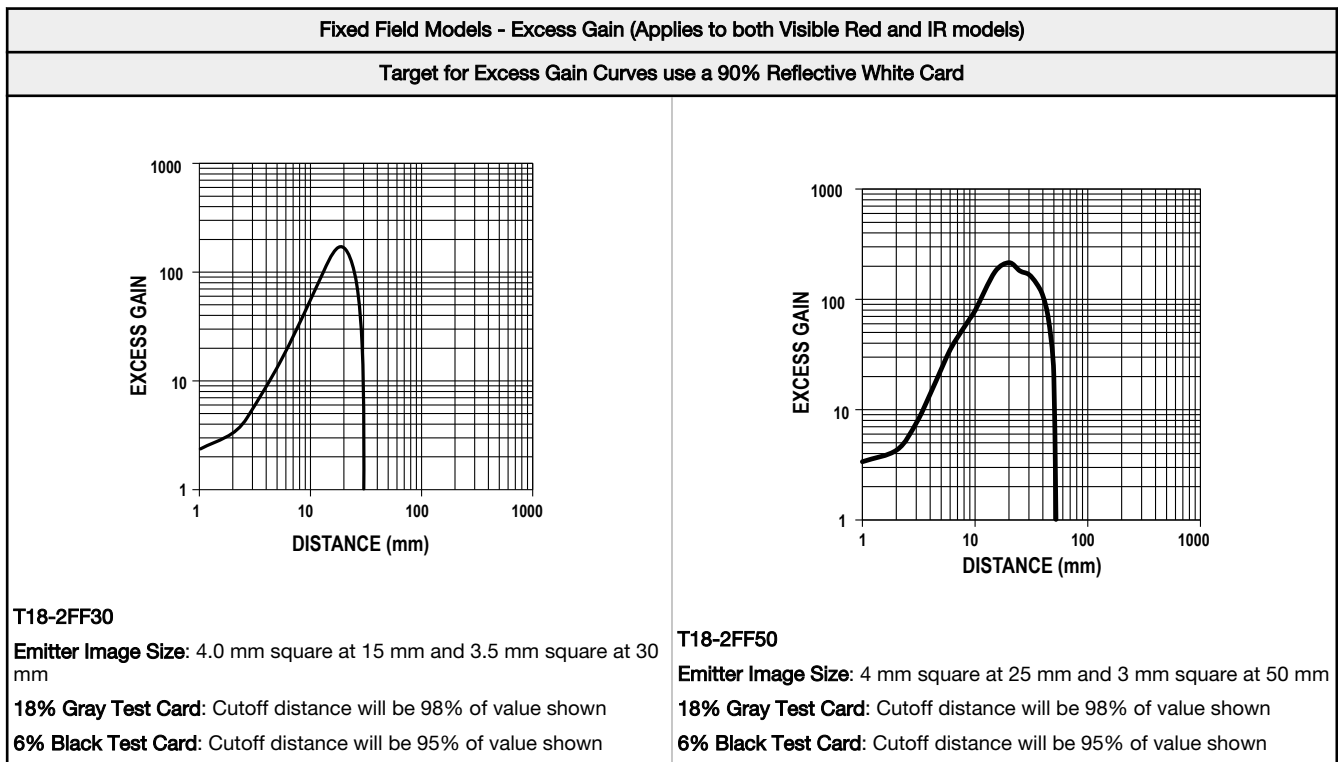 Fixed Field Models - Excess Gain (Applies to both Visible Red and IR models)
Target for Excess Gain Curves use a 90% Reflective White Card
1000
100
10
1
EXCESS GAIN
1
10
100
1000
DISTANCE (mm)
T18-2FF30
Emitter Image Size: 4.0 mm square at 15 mm and 3.5 mm square at 30
mm
18% Gray Test Card: Cutoff distance will be 98% of value shown
6% Black Test Card: Cutoff distance will be 95% of value shown
1000
100
10
1
EXCESS GAIN
1
10
100
1000
DISTANCE (mm)
T18-2FF50
Emitter Image Size: 4 mm square at 25 mm and 3 mm square at 50 mm
18% Gray Test Card: Cutoff distance will be 98% of value shown
6% Black Test Card: Cutoff distance will be 95% of value shown